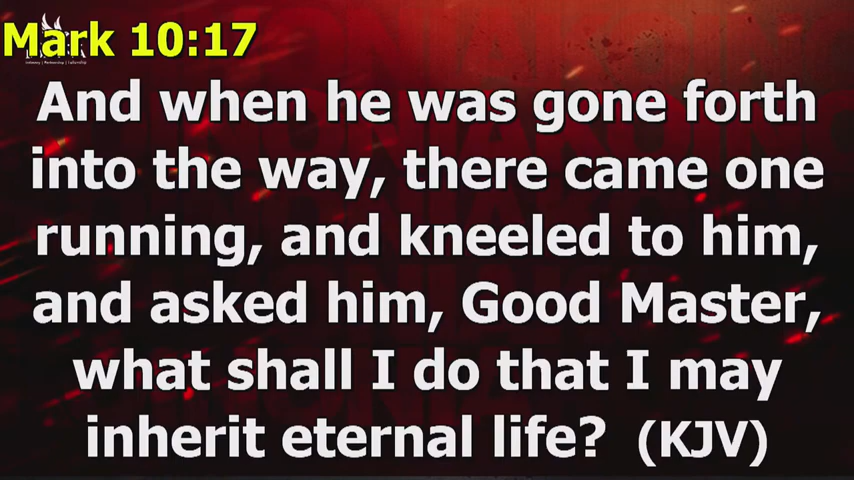 Mark 10:17
And when he was gone forth
into the way, there came one
running, and kneeled to him,
and asked him, Good Master,
what shall I do that I may
inherit eternal life? (KJV)